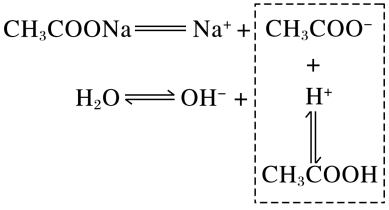 CH₃COONa══Na⁺ + CH₃COO⁻
+
H₂O⇌OH⁻ + H⁺
⇌
CH₃COOH